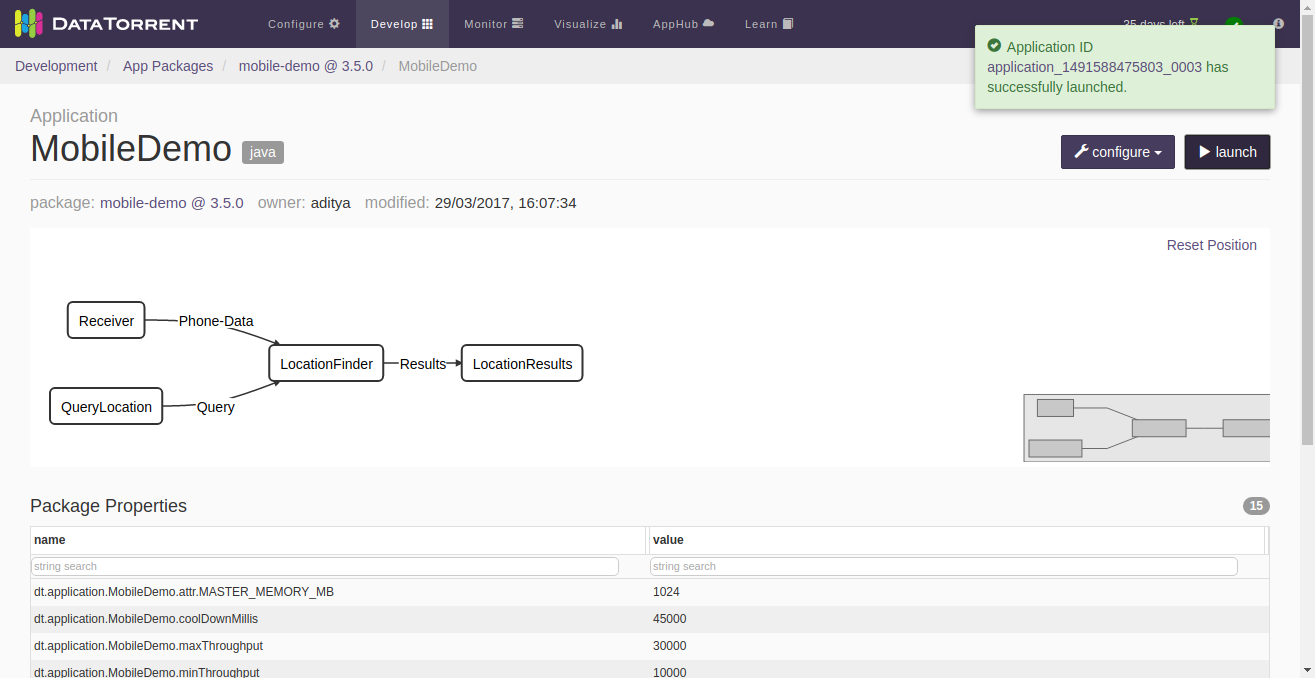 DATATORRENT
Configure
Develop
Monitor
Visualize
AppHub
Learn
35 days left
Development / App Packages / mobile-demo @ 3.5.0 / MobileDemo
Application ID
application_1491588475803_0003 has
successfully launched.
Application
MobileDemo java
configure
launch
package: mobile-demo @ 3.5.0 owner: aditya modified: 29/03/2017, 16:07:34
Reset Position
Receiver
Phone-Data
LocationFinder
Results
LocationResults
QueryLocation
Query
Package Properties
15
name value
string search string search
dt.application.MobileDemo.attr.MASTER_MEMORY_MB 1024
dt.application.MobileDemo.coolDownMillis 45000
dt.application.MobileDemo.maxThroughput 30000
dt.application.MobileDemo.minThroughput 10000